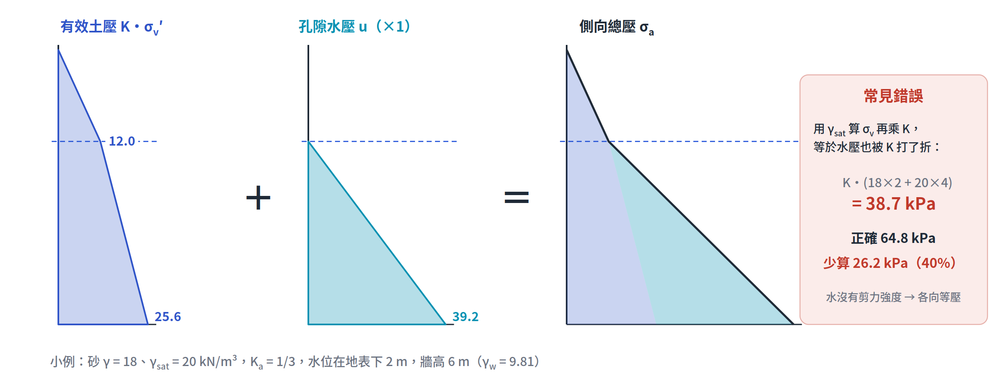 有效土壓 K·σv′
孔隙水壓 u（×1）
側向總壓 σa
12.0
25.6
+
39.2
=
常見錯誤
用 γsat 算 σv 再乘 K，
等於水壓也被 K 打了折：
K·(18×2 + 20×4)
= 38.7 kPa
正確 64.8 kPa
少算 26.2 kPa（40%）
水沒有剪力強度 → 各向等壓
小例：砂 γ = 18、γsat = 20 kN/m³，Ka = 1/3，水位在地表下 2 m，牆高 6 m（γw = 9.81）